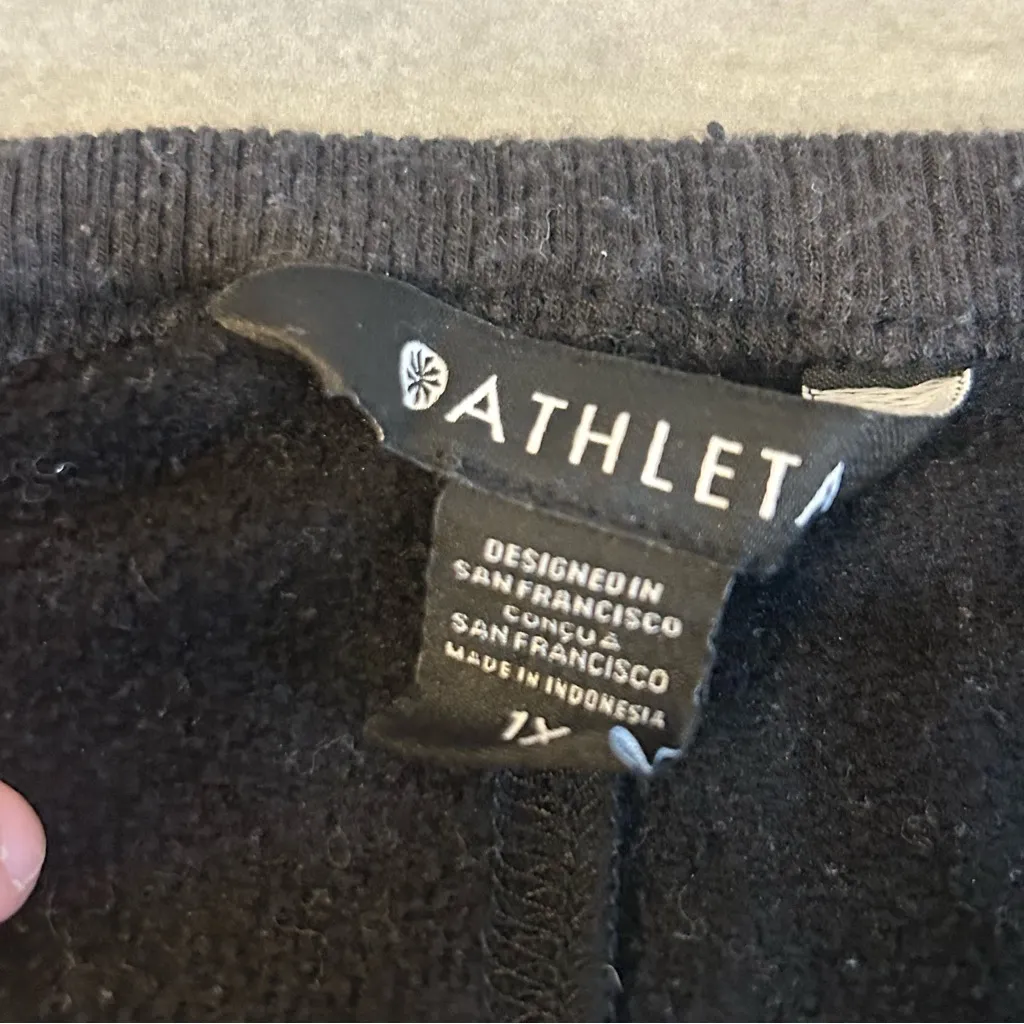 ATHLETA
DESIGNED IN
SAN FRANCISCO
CONÇU À
SAN FRANCISCO
MADE IN INDONESIA
1X